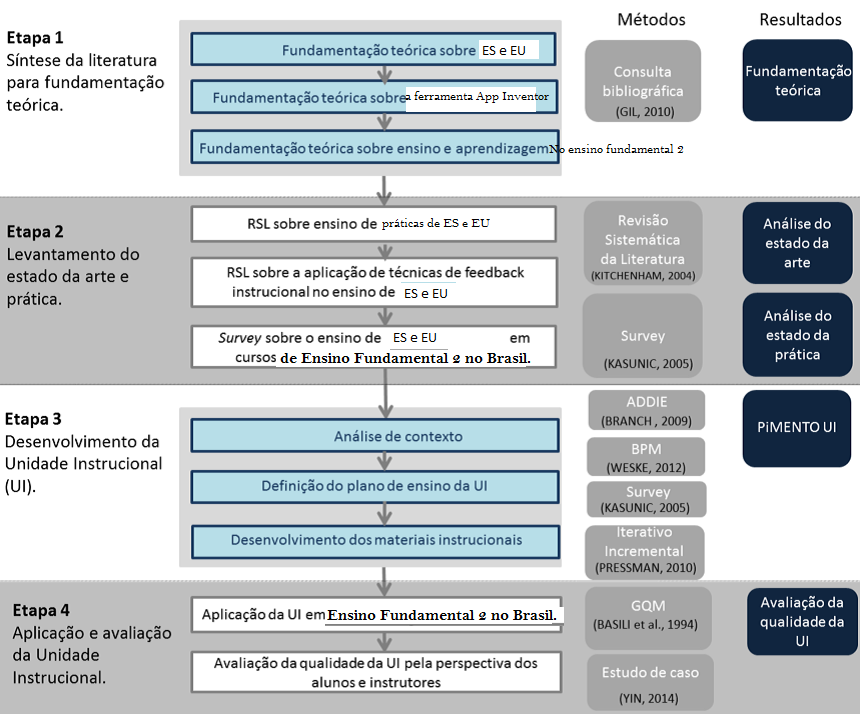 Métodos
Resultados
Etapa 1
Síntese da literatura
para fundamentação
teórica.
Fundamentação teórica sobre ES e EU
Fundamentação teórica sobre a ferramenta App Inventor
Fundamentação teórica sobre ensino e aprendizagem No ensino fundamental 2
Consulta
bibliográfica
(GIL, 2010)
Fundamentação
teórica
Etapa 2
Levantamento do
estado da arte e
prática.
RSL sobre ensino de práticas de ES e EU
RSL sobre a aplicação de técnicas de feedback
instrucional no ensino de ES e EU
Survey sobre o ensino de ES e EU em
cursos de Ensino Fundamental 2 no Brasil.
Revisão
Sistemática
da Literatura
(KITCHENHAM, 2004)
Survey
(KASUNIC, 2005)
Análise do
estado da
arte
Análise do
estado da
prática
Etapa 3
Desenvolvimento da
Unidade Instrucional
(UI).
Análise de contexto
Definição do plano de ensino da UI
Desenvolvimento dos materiais instrucionais
ADDIE
(BRANCH , 2009)
BPM
(WESKE, 2012)
Survey
(KASUNIC, 2005)
Iterativo
Incremental
(PRESSMAN, 2010)
PiMENTO UI
Etapa 4
Aplicação e avaliação
da Unidade
Instrucional.
Aplicação da UI em Ensino Fundamental 2 no Brasil.
Avaliação da qualidade da UI pela perspectiva dos
alunos e instrutores
GQM
(BASILI et al., 1994)
Estudo de caso
(YIN, 2014)
Avaliação da
qualidade da
UI